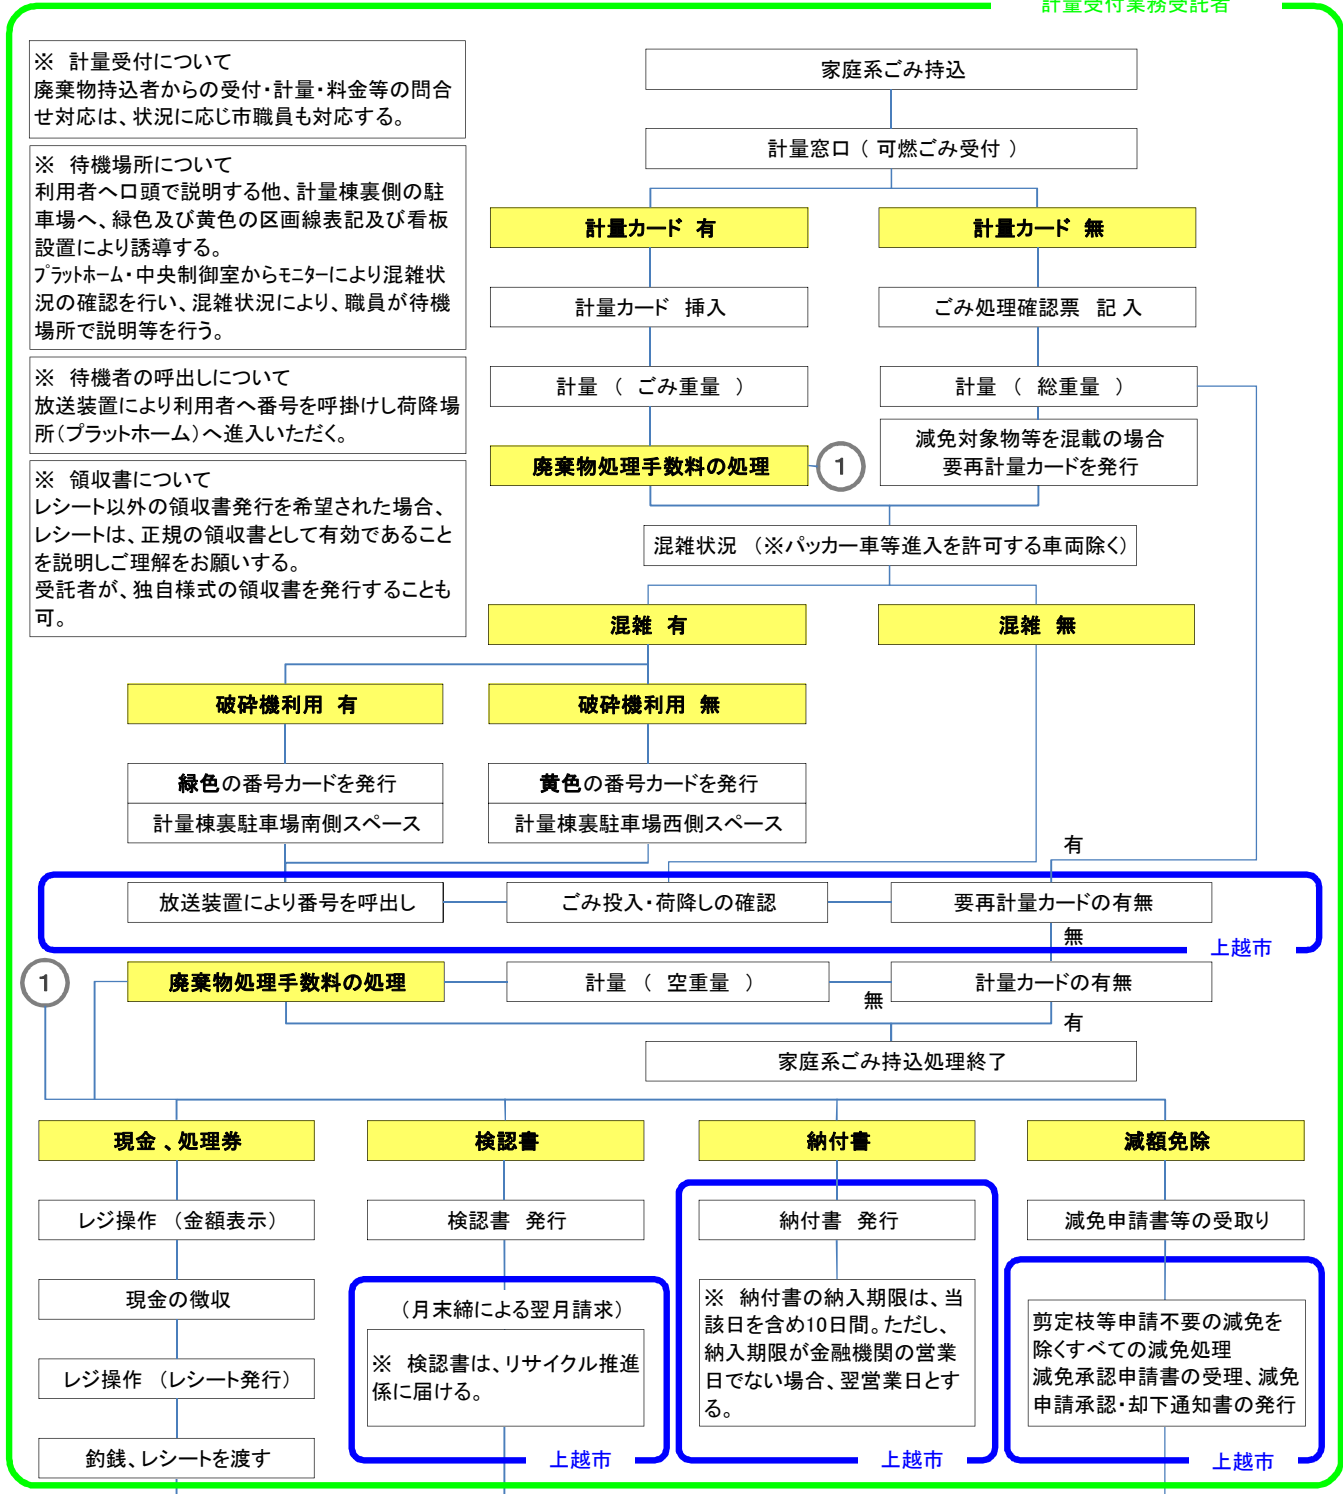 計量受付業務受託者
※ 計量受付について
廃棄物持込者からの受付・計量・料金等の問合
せ対応は、状況に応じ市職員も対応する。
※ 待機場所について
利用者へ口頭で説明する他、計量棟裏側の駐
車場へ、緑色及び黄色の区画線表記及び看板
設置により誘導する。
プラットホーム・中央制御室からモニターにより混雑状
況の確認を行い、混雑状況により、職員が待機
場所で説明等を行う。
※ 待機者の呼出しについて
放送装置により利用者へ番号を呼掛けし荷降場
所(プラットホーム)へ進入いただく。
※ 領収書について
レシート以外の領収書発行を希望された場合、
レシートは、正規の領収書として有効であること
を説明しご理解をお願いする。
受託者が、独自様式の領収書を発行することも
可。
家庭系ごみ持込
計量窓口 ( 可燃ごみ受付 )
計量カード 有
計量カード 無
計量カード 挿入
ごみ処理確認票 記入
計量 ( ごみ重量 )
計量 ( 総重量 )
廃棄物処理手数料の処理
1
減免対象物等を混載の場合
要再計量カードを発行
混雑状況 (※パッカー車等進入を許可する車両除く)
混雑 有
混雑 無
破砕機利用 有
破砕機利用 無
緑色の番号カードを発行
黄色の番号カードを発行
計量棟裏駐車場南側スペース
計量棟裏駐車場西側スペース
有
放送装置により番号を呼出し
ごみ投入・荷降しの確認
要再計量カードの有無
無
上越市
1
廃棄物処理手数料の処理
計量 ( 空重量 )
無
計量カードの有無
有
家庭系ごみ持込処理終了
現金、処理券
検認書
納付書
減額免除
レジ操作 (金額表示)
検認書 発行
納付書 発行
減免申請書等の受取り
現金の徴収
(月末締による翌月請求)
※ 検認書は、リサイクル推進
係に届ける。
※ 納付書の納入期限は、当
該日を含め10日間。ただし、
納入期限が金融機関の営業
日でない場合、翌営業日とす
る。
剪定枝等申請不要の減免を
除くすべての減免処理
減免承認申請書の受理、減免
申請承認・却下通知書の発行
レジ操作 (レシート発行)
釣銭、レシートを渡す
上越市
上越市
上越市